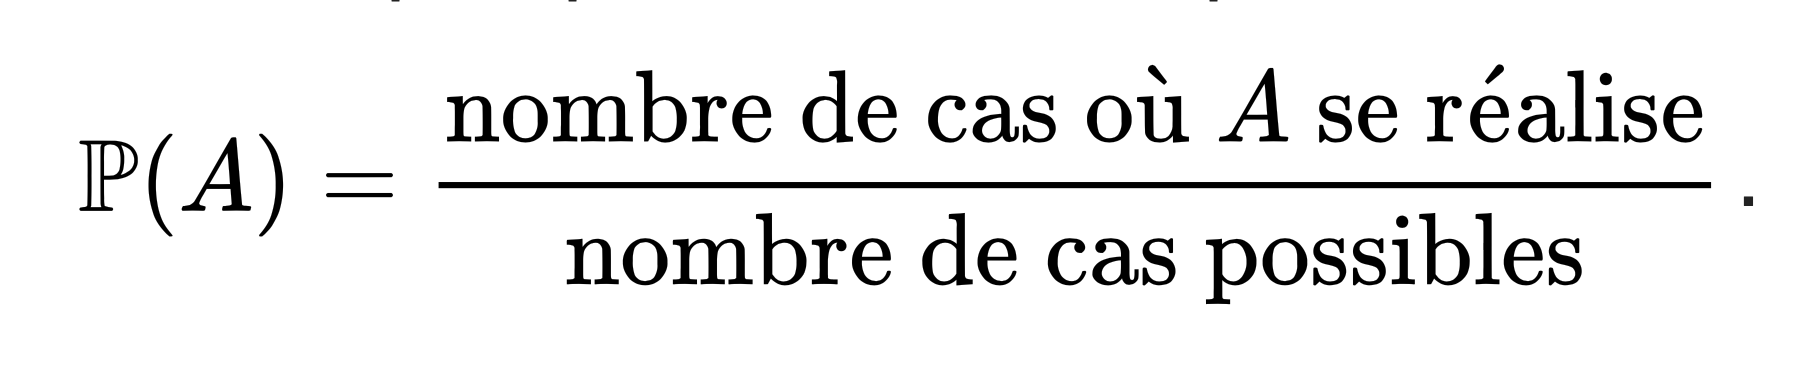 nombre de cas où A se réalise
ℙ(A) = .
nombre de cas possibles